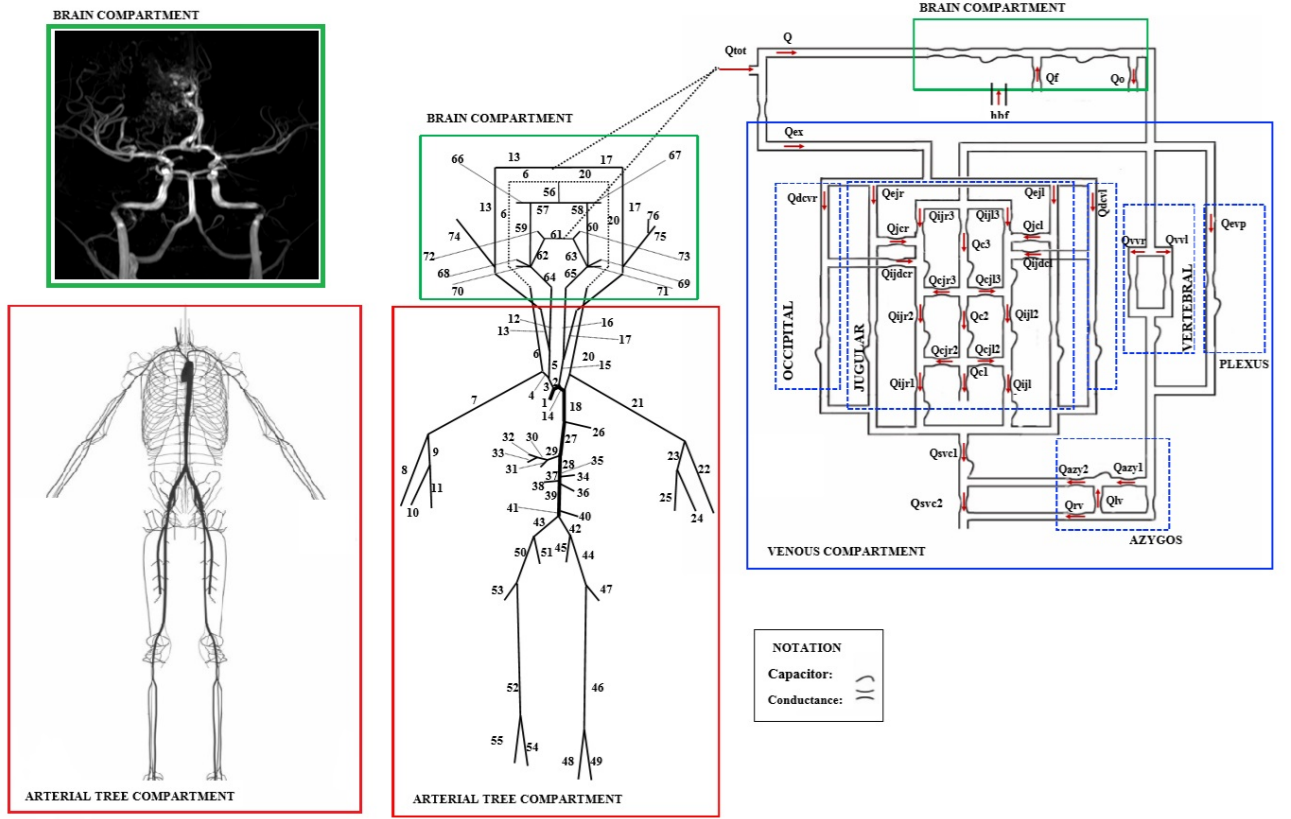 BRAIN COMPARTMENT
ARTERIAL TREE COMPARTMENT
BRAIN COMPARTMENT
13 17
66 67
6 20
56
13 6 57 58 20 17 76
74 59 61 60 75
72 62 63 73
68 64 65 69
70 71
12 16
13 17
6 5 20 15
3 2
4 1
14
7 18 21
26
32 30 27
33 29
31 28 35
37 34
38 39 36
41 40
43 42
9 23 22
8
11 25
10 24
50 51 45 44
53 47
52 46
55 54
48 49
ARTERIAL TREE COMPARTMENT
BRAIN COMPARTMENT
Qtot Q
Qf Qo
hbf
Qex
Qdcvr Qejr Qejl Qdcvl
Qijr3 Qijl3
Qjcr Qjcl
Qc3
Qijdcr Qijdcl
Qcjr3 Qcjl3
Qijr2 Qc2 Qijl2
Qcjr2 Qcjl2
Qijr1 Qc1 Qijl
OCCIPITAL
JUGULAR
Qvvr Qvvl
VERTEBRAL
Qevp
PLEXUS
Qsvc1
Qazy2 Qazy1
Qsvc2 Qrv Qlv
AZYGOS
VENOUS COMPARTMENT
NOTATION
Capacitor:
Conductance: